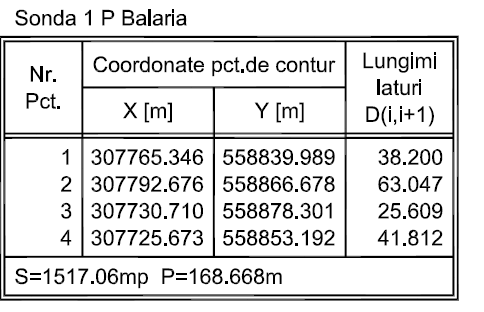 Sonda 1 P Balaria
Nr. Pct. Coordonate pct.de contur Lungimi laturi D(i,i+1)
X [m] Y [m]
1 307765.346 558839.989 38.200
2 307792.676 558866.678 63.047
3 307730.710 558878.301 25.609
4 307725.673 558853.192 41.812
S=1517.06mp P=168.668m